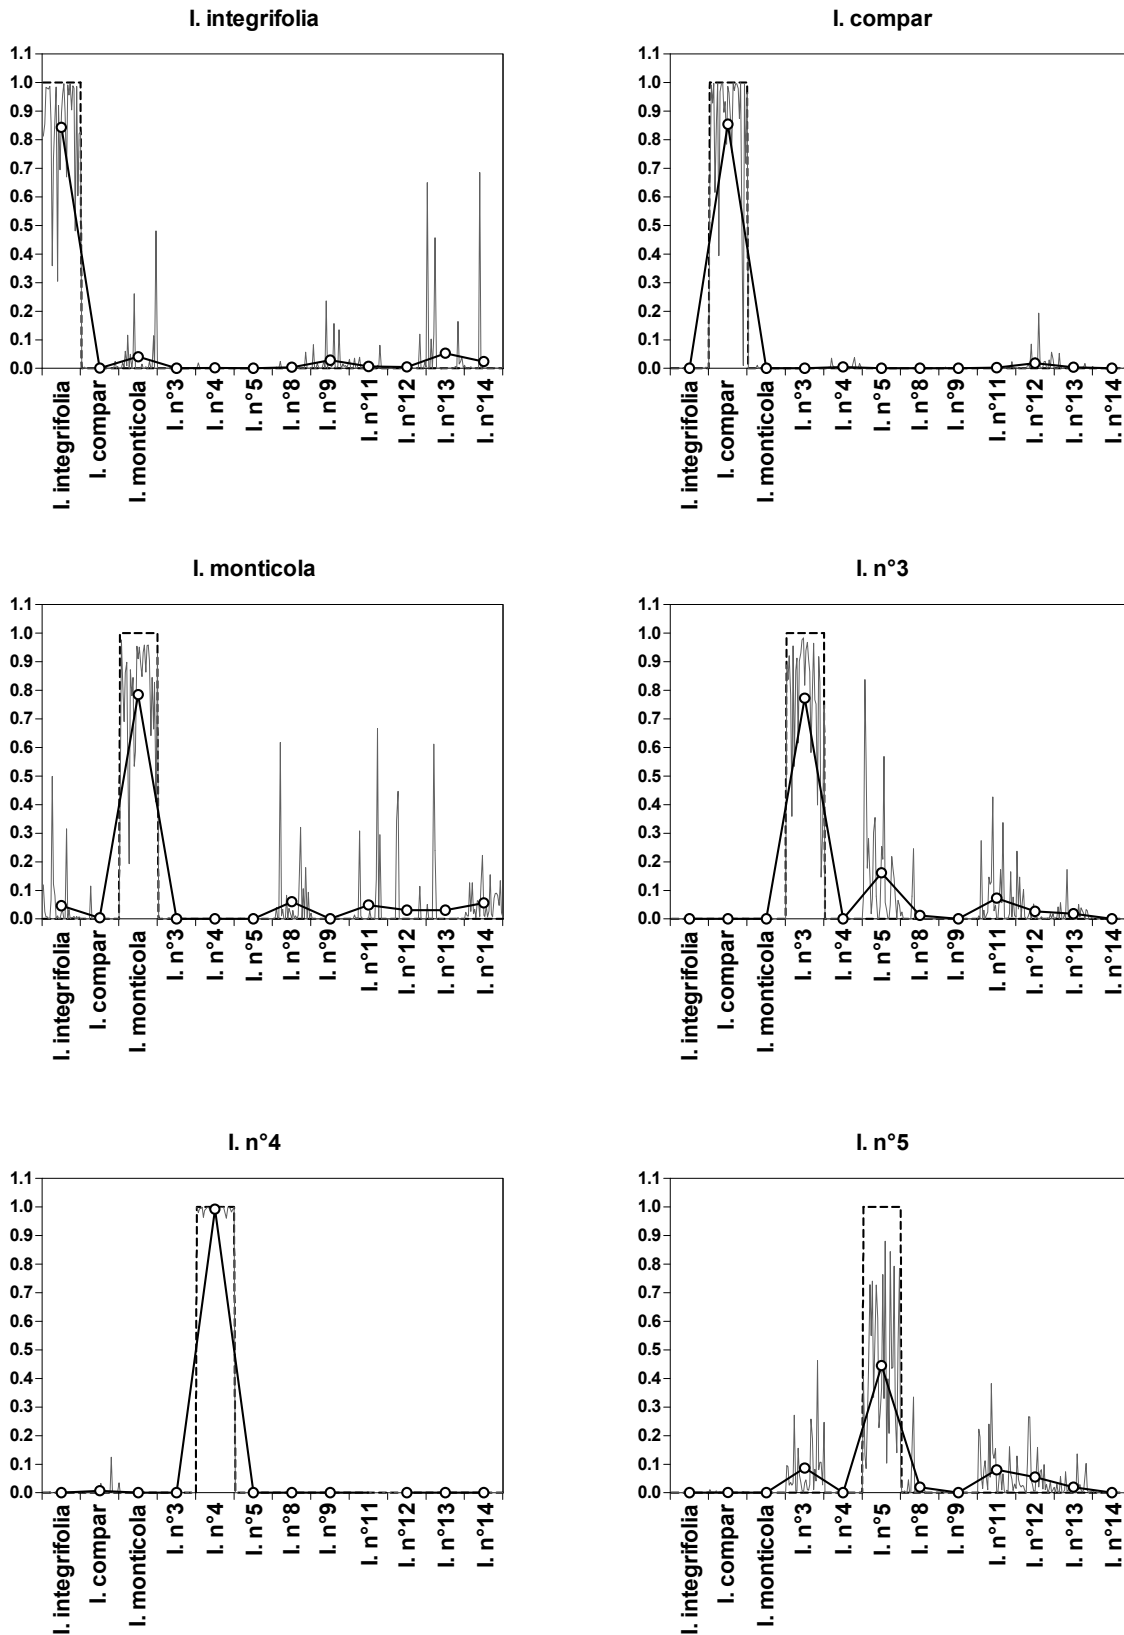 I. integrifolia
1.1
1.0
0.9
0.8
0.7
0.6
0.5
0.4
0.3
0.2
0.1
0.0
I. integrifolia
I. compar
I. monticola
I. n°3
I. n°4
I. n°5
I. n°8
I. n°9
I. n°11
I. n°12
I. n°13
I. n°14
I. compar
1.1
1.0
0.9
0.8
0.7
0.6
0.5
0.4
0.3
0.2
0.1
0.0
I. integrifolia
I. compar
I. monticola
I. n°3
I. n°4
I. n°5
I. n°8
I. n°9
I. n°11
I. n°12
I. n°13
I. n°14
I. monticola
1.1
1.0
0.9
0.8
0.7
0.6
0.5
0.4
0.3
0.2
0.1
0.0
I. integrifolia
I. compar
I. monticola
I. n°3
I. n°4
I. n°5
I. n°8
I. n°9
I. n°11
I. n°12
I. n°13
I. n°14
I. n°3
1.1
1.0
0.9
0.8
0.7
0.6
0.5
0.4
0.3
0.2
0.1
0.0
I. integrifolia
I. compar
I. monticola
I. n°3
I. n°4
I. n°5
I. n°8
I. n°9
I. n°11
I. n°12
I. n°13
I. n°14
I. n°4
1.1
1.0
0.9
0.8
0.7
0.6
0.5
0.4
0.3
0.2
0.1
0.0
I. integrifolia
I. compar
I. monticola
I. n°3
I. n°4
I. n°5
I. n°8
I. n°9
I. n°11
I. n°12
I. n°13
I. n°14
I. n°5
1.1
1.0
0.9
0.8
0.7
0.6
0.5
0.4
0.3
0.2
0.1
0.0
I. integrifolia
I. compar
I. monticola
I. n°3
I. n°4
I. n°5
I. n°8
I. n°9
I. n°11
I. n°12
I. n°13
I. n°14